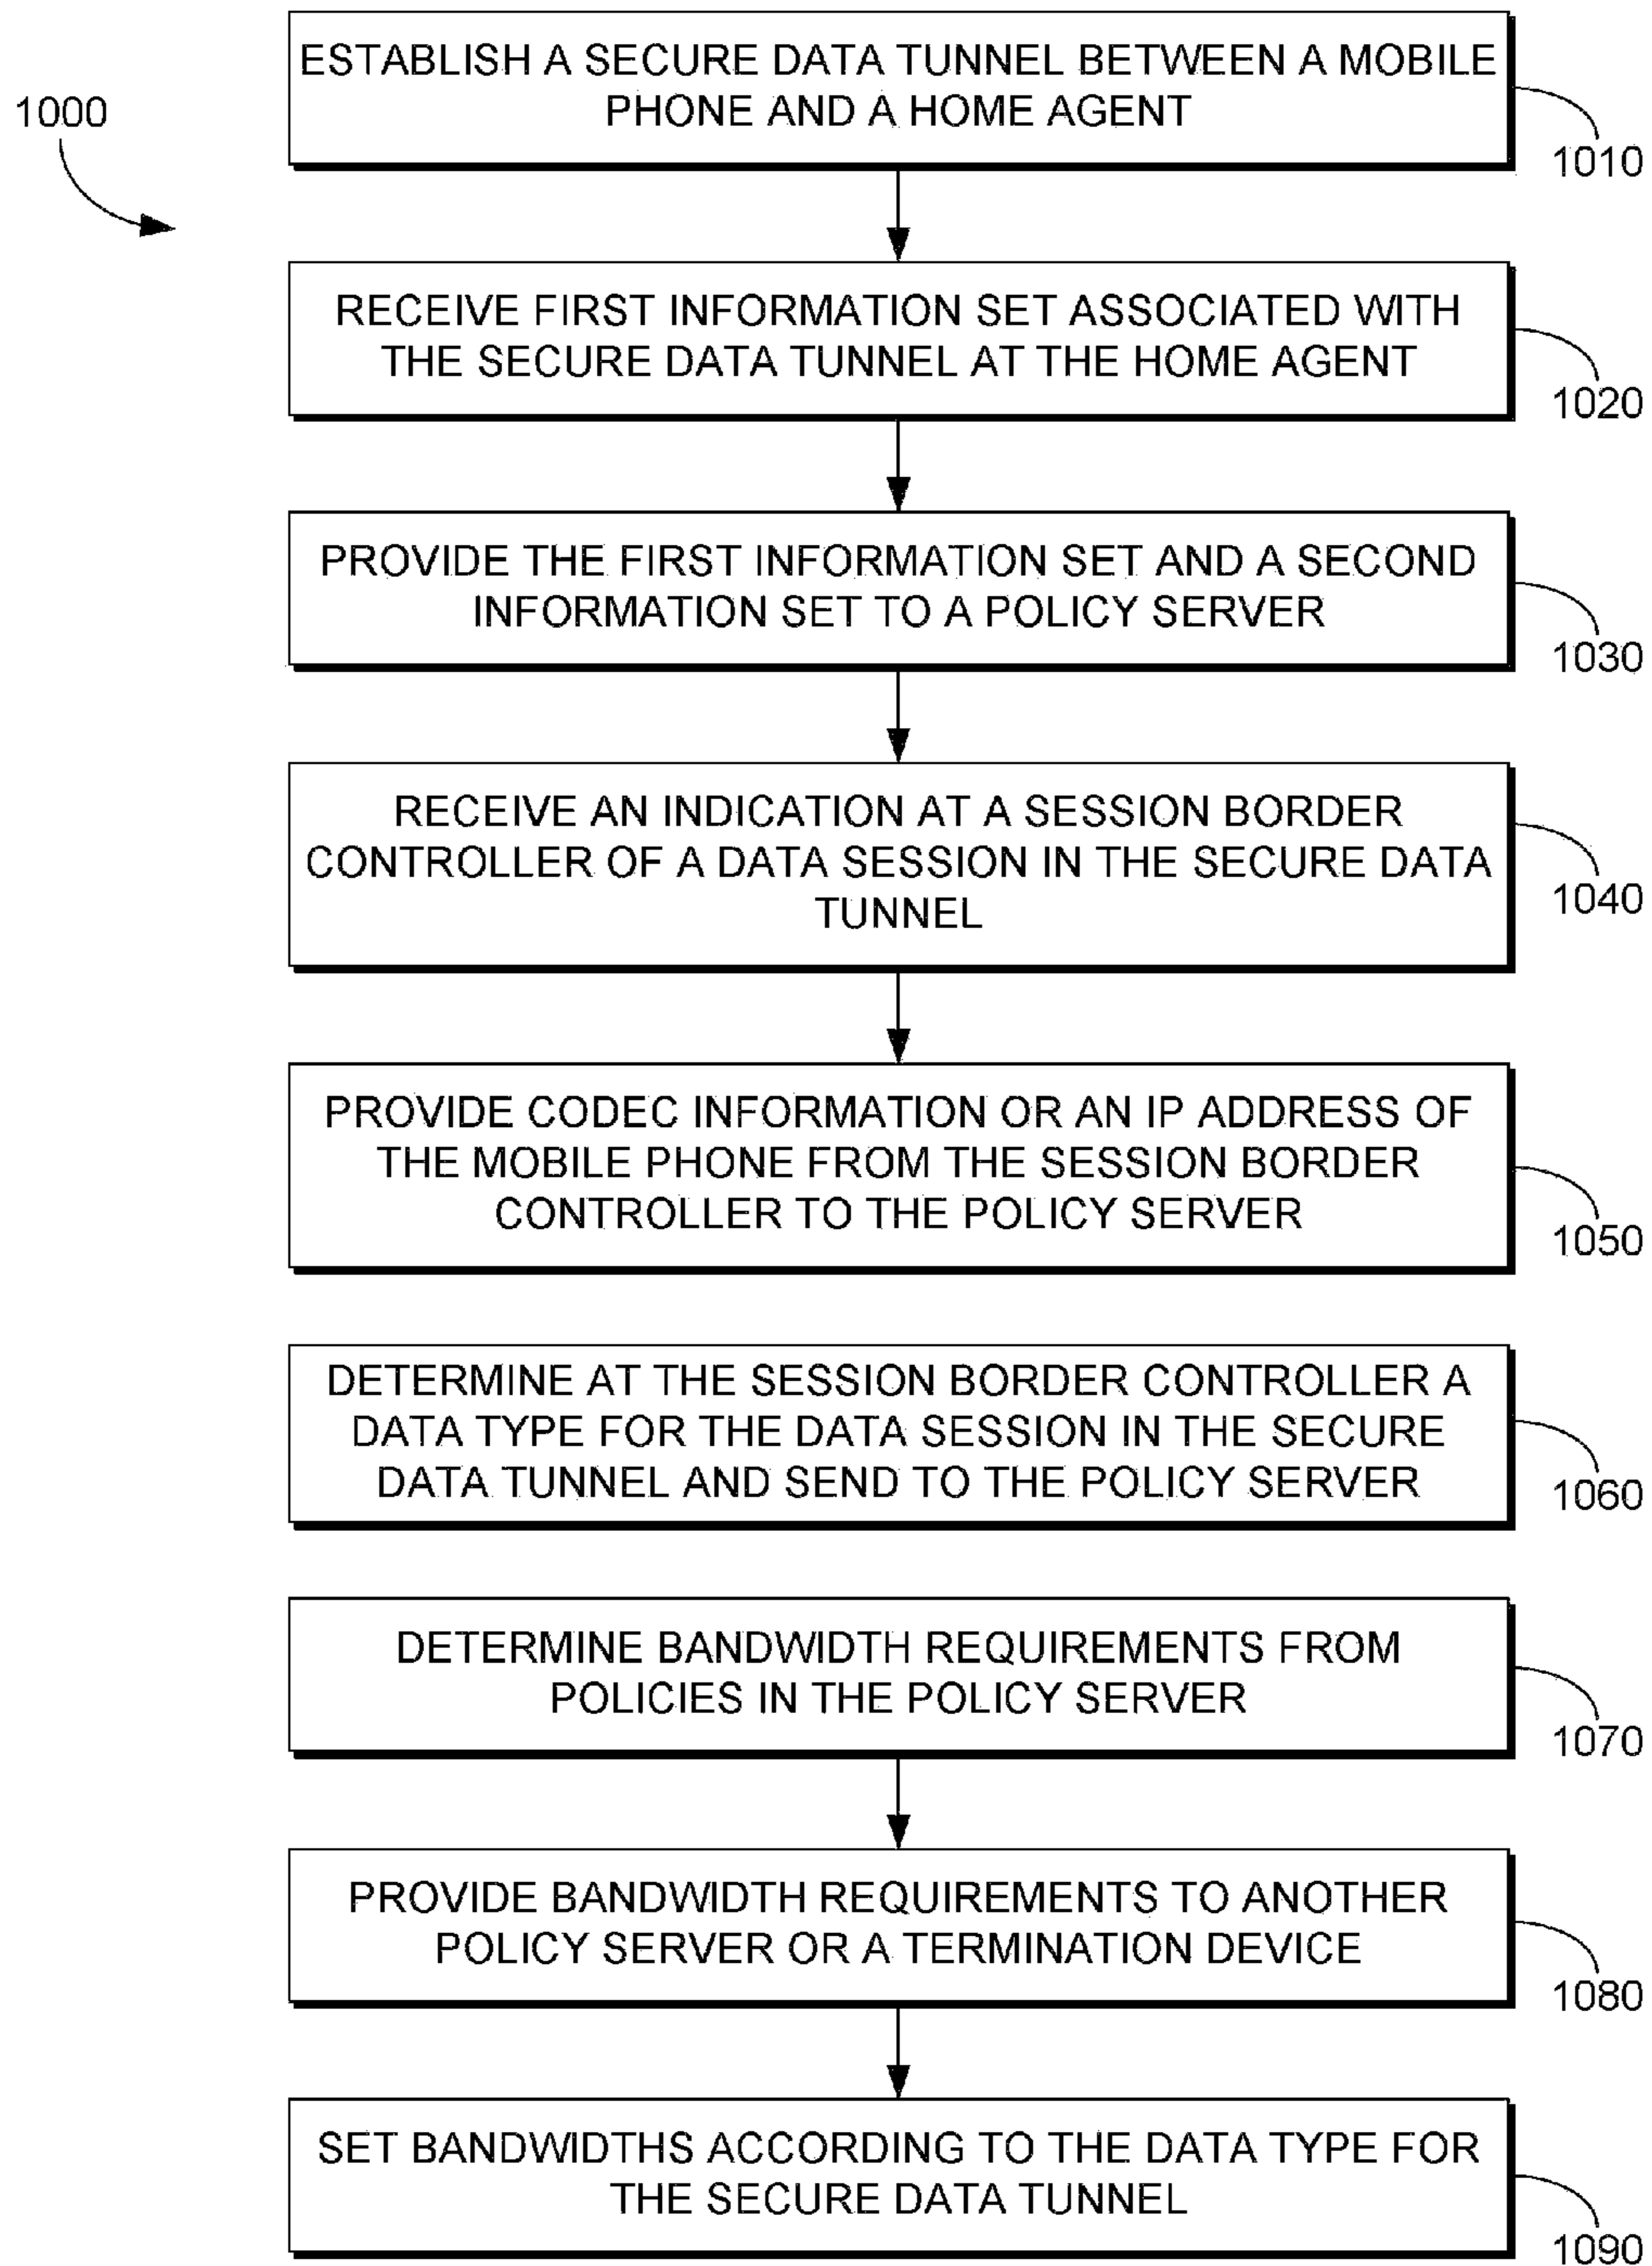 1000
ESTABLISH A SECURE DATA TUNNEL BETWEEN A MOBILE
PHONE AND A HOME AGENT
1010
RECEIVE FIRST INFORMATION SET ASSOCIATED WITH
THE SECURE DATA TUNNEL AT THE HOME AGENT
1020
PROVIDE THE FIRST INFORMATION SET AND A SECOND
INFORMATION SET TO A POLICY SERVER
1030
RECEIVE AN INDICATION AT A SESSION BORDER
CONTROLLER OF A DATA SESSION IN THE SECURE DATA
TUNNEL
1040
PROVIDE CODEC INFORMATION OR AN IP ADDRESS OF
THE MOBILE PHONE FROM THE SESSION BORDER
CONTROLLER TO THE POLICY SERVER
1050
DETERMINE AT THE SESSION BORDER CONTROLLER A
DATA TYPE FOR THE DATA SESSION IN THE SECURE
DATA TUNNEL AND SEND TO THE POLICY SERVER
1060
DETERMINE BANDWIDTH REQUIREMENTS FROM
POLICIES IN THE POLICY SERVER
1070
PROVIDE BANDWIDTH REQUIREMENTS TO ANOTHER
POLICY SERVER OR A TERMINATION DEVICE
1080
SET BANDWIDTHS ACCORDING TO THE DATA TYPE FOR
THE SECURE DATA TUNNEL
1090